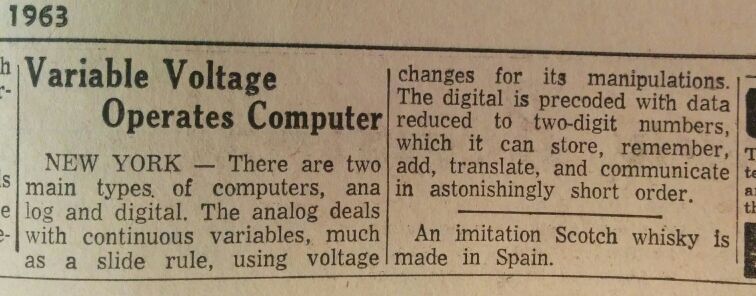 1963
Variable Voltage
Operates Computer
NEW YORK — There are two
main types of computers, ana
log and digital. The analog deals
with continuous variables, much
as a slide rule, using voltage
changes for its manipulations.
The digital is precoded with data
reduced to two-digit numbers,
which it can store, remember,
add, translate, and communicate
in astonishingly short order.
An imitation Scotch whisky is
made in Spain.